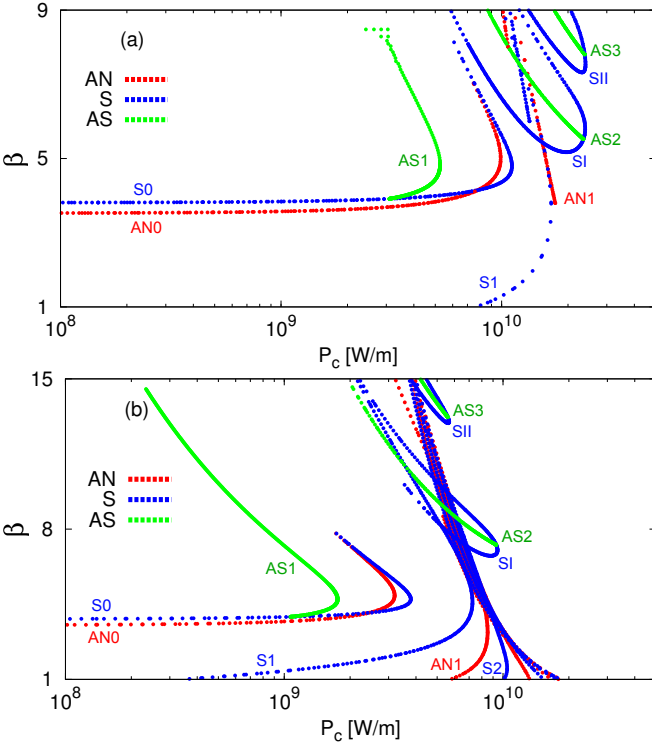 (a)
AN
S
AS
β
9
5
1
S0
AN0
AS1
AS3
SII
AS2
SI
AN1
S1
10^8
10^9
10^10
P_c [W/m]
(b)
AN
S
AS
β
15
8
1
AS1
S0
AN0
S1
AN1
S2
AS3
SII
AS2
SI
10^8
10^9
10^10
P_c [W/m]